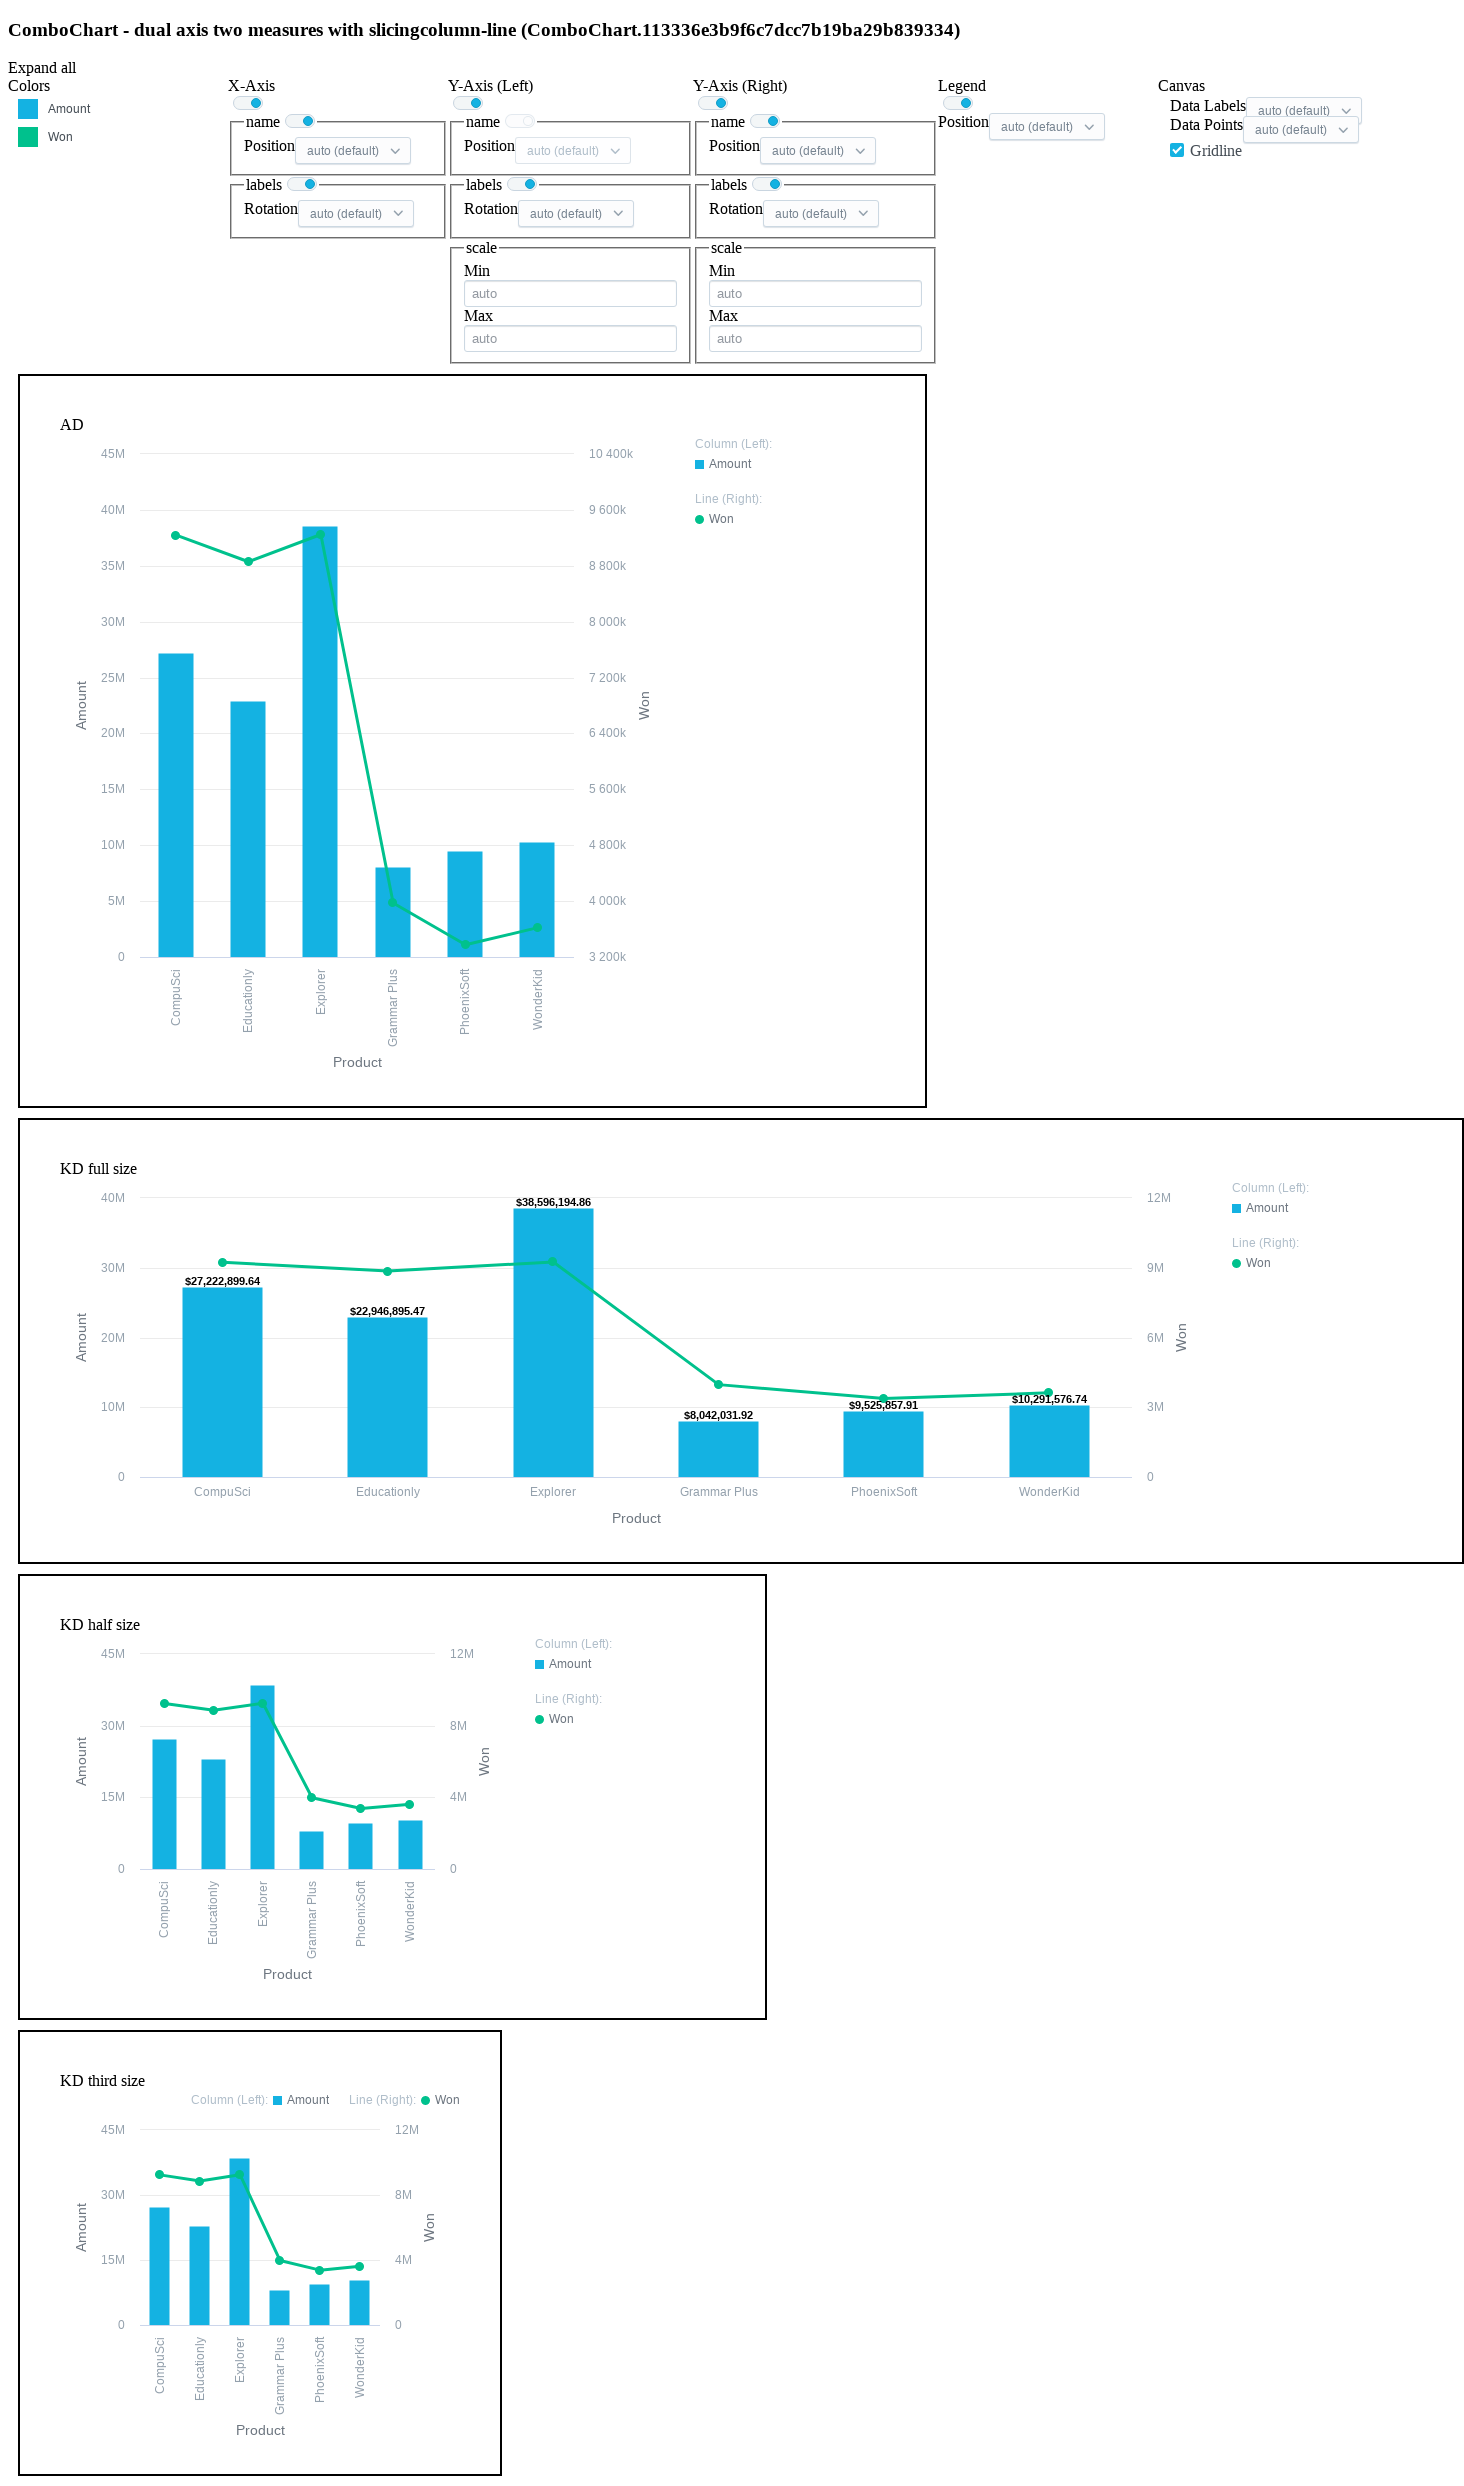 ComboChart - dual axis two measures with slicingcolumn-line (ComboChart.113336e3b9f6c7dcc7b19ba29b839334)
Expand all
Colors
Amount
Won
X-Axis
name
Position auto (default)
labels
Rotation auto (default)
Y-Axis (Left)
name
Position auto (default)
labels
Rotation auto (default)
scale
Min
auto
Max
auto
Y-Axis (Right)
name
Position auto (default)
labels
Rotation auto (default)
scale
Min
auto
Max
auto
Legend
Position auto (default)
Canvas
Data Labels auto (default)
Data Points auto (default)
Gridline
AD
45M
40M
35M
30M
25M
20M
15M
10M
5M
0
Amount
10 400k
9 600k
8 800k
8 000k
7 200k
6 400k
5 600k
4 800k
4 000k
3 200k
Won
CompuSci
Educationly
Explorer
Grammar Plus
PhoenixSoft
WonderKid
Product
Column (Left):
Amount
Line (Right):
Won
KD full size
40M
30M
20M
10M
0
Amount
$27,222,899.64
$22,946,895.47
$38,596,194.86
$8,042,031.92
$9,525,857.91
$10,291,576.74
12M
9M
6M
3M
0
Won
CompuSci
Educationly
Explorer
Grammar Plus
PhoenixSoft
WonderKid
Product
Column (Left):
Amount
Line (Right):
Won
KD half size
45M
30M
15M
0
Amount
12M
8M
4M
0
Won
CompuSci
Educationly
Explorer
Grammar Plus
PhoenixSoft
WonderKid
Product
Column (Left):
Amount
Line (Right):
Won
KD third size
Column (Left): Amount Line (Right): Won
45M
30M
15M
0
Amount
12M
8M
4M
0
Won
CompuSci
Educationly
Explorer
Grammar Plus
PhoenixSoft
WonderKid
Product